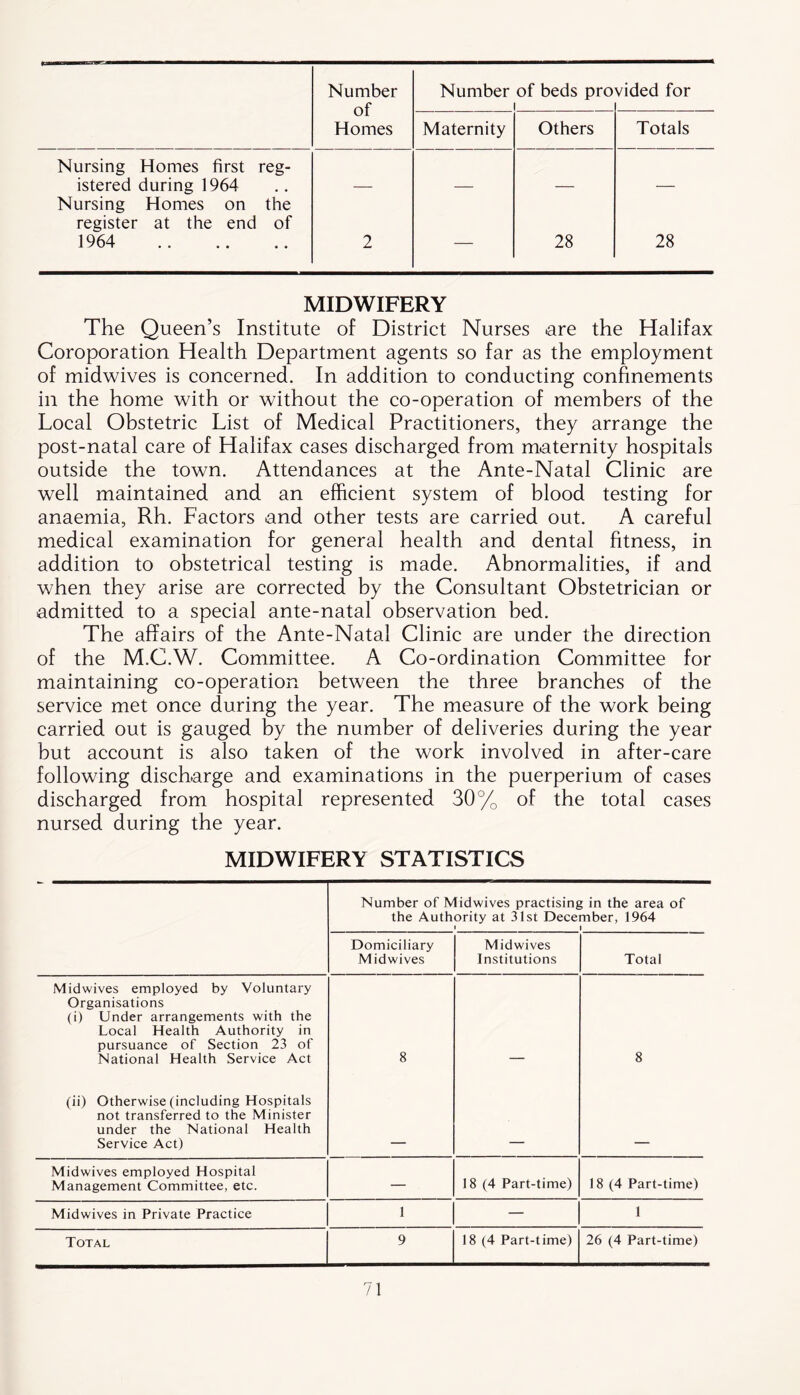 Number of Homes | Number of beds provided for
Maternity | Others | Totals
Nursing Homes first reg-
istered during 1964 .. — — — —
Nursing Homes on the
register at the end of
1964 .. .. .. 2 — 28 28
MIDWIFERY
The Queen's Institute of District Nurses are the Halifax
Coroporation Health Department agents so far as the employment
of midwives is concerned. In addition to conducting confinements
in the home with or without the co-operation of members of the
Local Obstetric List of Medical Practitioners, they arrange the
post-natal care of Halifax cases discharged from maternity hospitals
outside the town. Attendances at the Ante-Natal Clinic are
well maintained and an efficient system of blood testing for
anaemia, Rh. Factors and other tests are carried out. A careful
medical examination for general health and dental fitness, in
addition to obstetrical testing is made. Abnormalities, if and
when they arise are corrected by the Consultant Obstetrician or
admitted to a special ante-natal observation bed.
The affairs of the Ante-Natal Clinic are under the direction
of the M.C.W. Committee. A Co-ordination Committee for
maintaining co-operation between the three branches of the
service met once during the year. The measure of the work being
carried out is gauged by the number of deliveries during the year
but account is also taken of the work involved in after-care
following discharge and examinations in the puerperium of cases
discharged from hospital represented 30% of the total cases
nursed during the year.
MIDWIFERY STATISTICS
Number of Midwives practising in the area of
the Authority at 31st December, 1964
Domiciliary Midwives | Midwives Institutions | Total
Midwives employed by Voluntary
Organisations
(i) Under arrangements with the
Local Health Authority in
pursuance of Section 23 of
National Health Service Act 8 — 8
(ii) Otherwise (including Hospitals
not transferred to the Minister
under the National Health
Service Act) — — —
Midwives employed Hospital
Management Committee, etc. — 18 (4 Part-time) 18 (4 Part-time)
Midwives in Private Practice 1 — 1
TOTAL 9 18 (4 Part-time) 26 (4 Part-time)
71